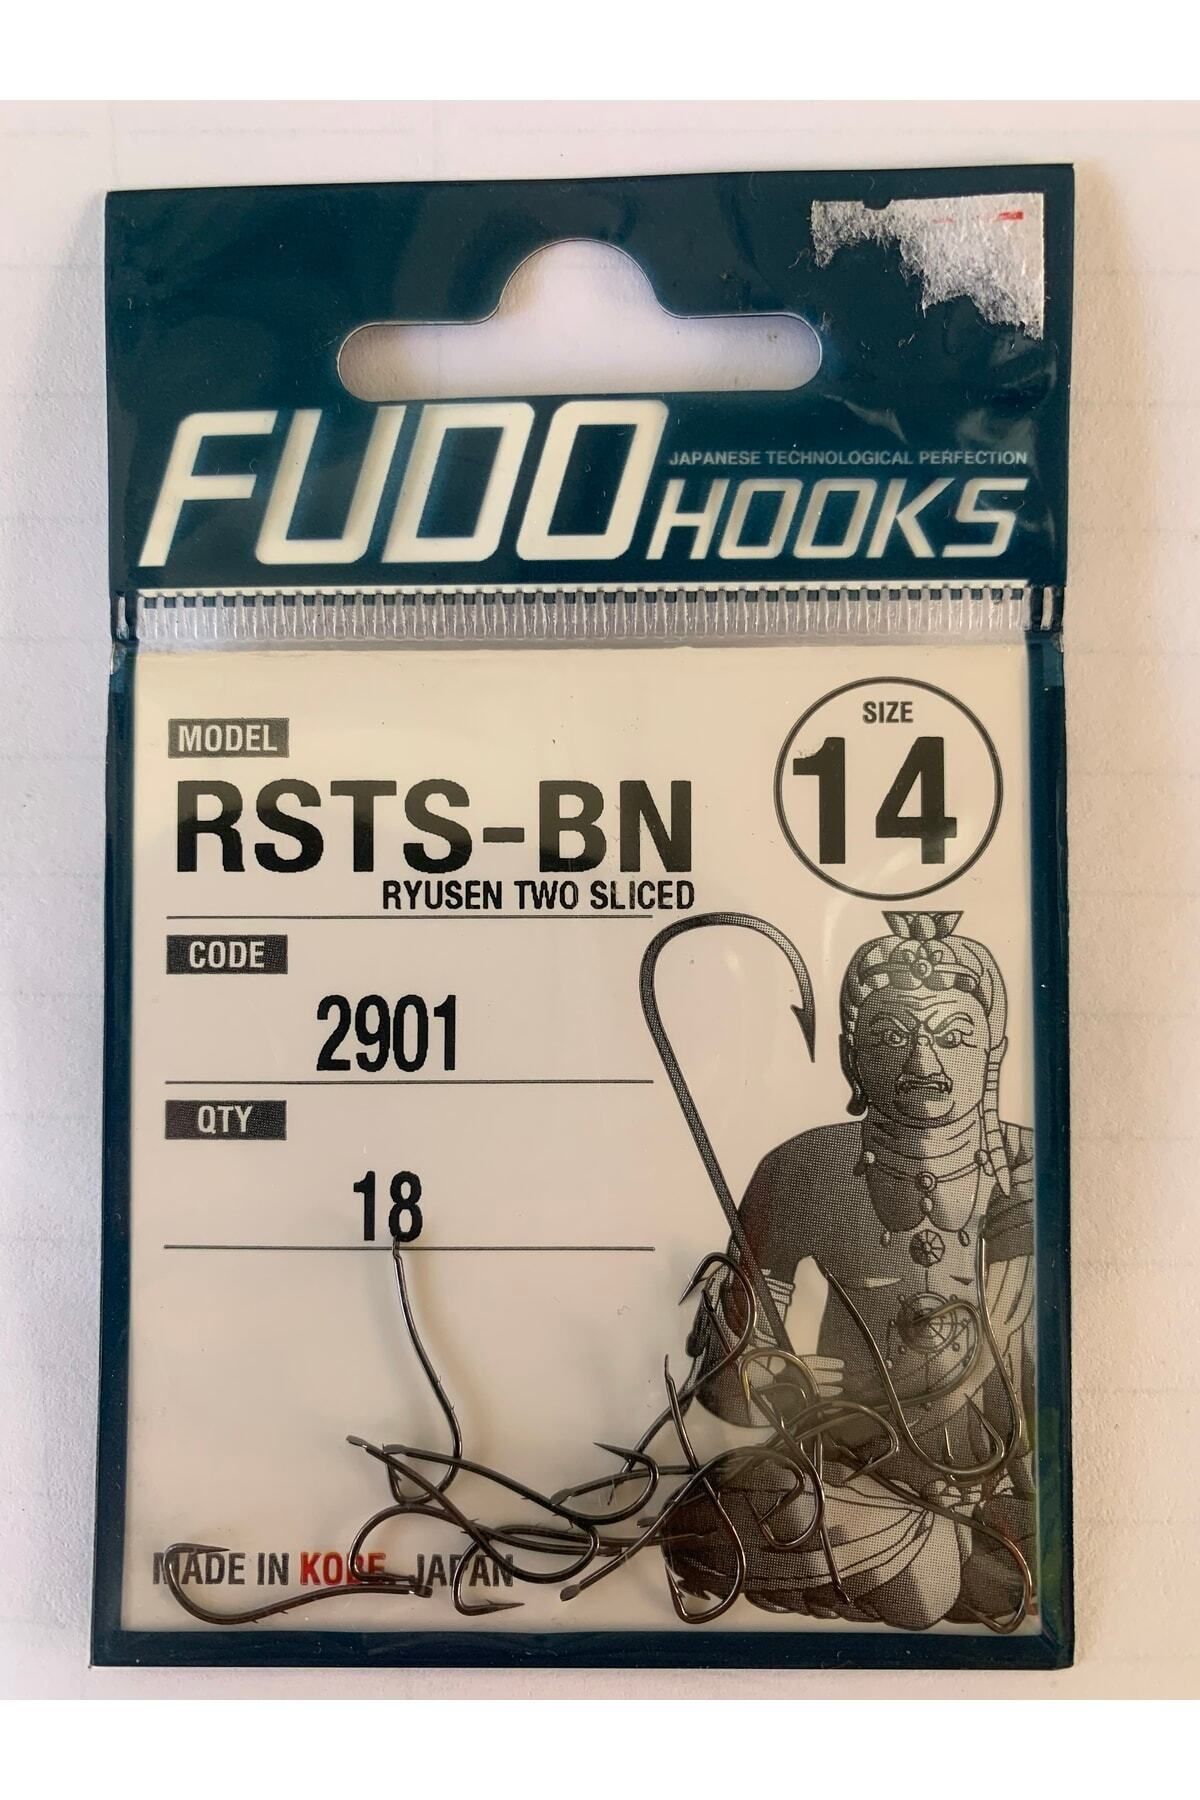 FUDO
JAPANESE TECHNOLOGICAL PERFECTION
HOOKS
MODEL
RSTS-BN
RYUSEN TWO SLICED
SIZE
14
CODE
2901
QTY
18
MADE IN KOBE, JAPAN